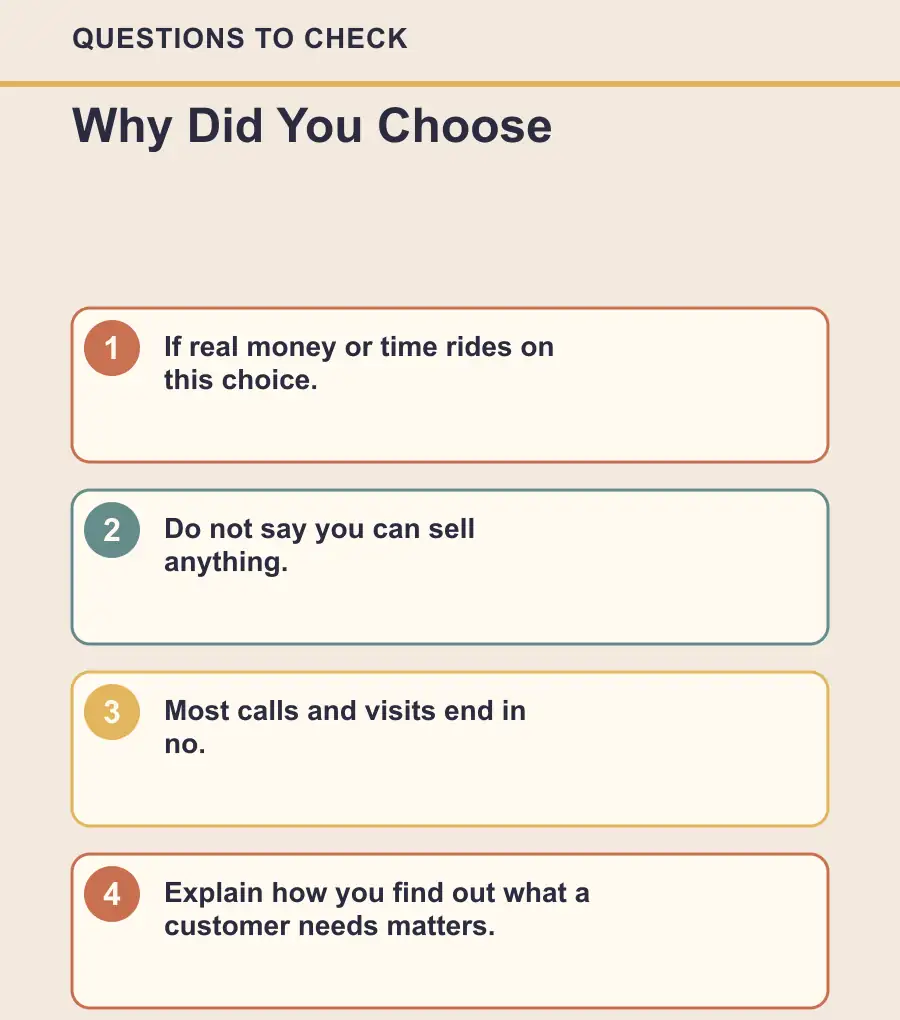 QUESTIONS TO CHECK
Why Did You Choose
1
If real money or time rides on
this choice.
2
Do not say you can sell
anything.
3
Most calls and visits end in
no.
4
Explain how you find out what a
customer needs matters.